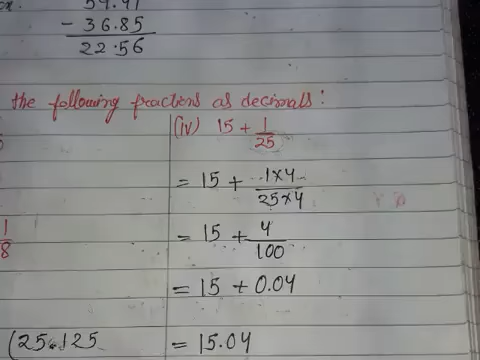 - 36.85
22.56
the following fractions as decimals:
(iv) 15 + 1/25
= 15 + 1×4/25×4
1/8
= 15 + 4/100
= 15 + 0.04
(25.125
= 15.04